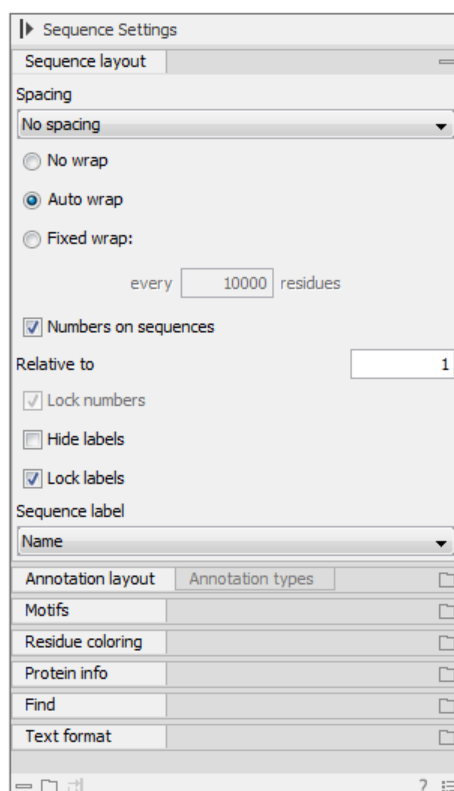 Sequence Settings
Sequence layout
Spacing
No spacing
No wrap
Auto wrap
Fixed wrap:
every 10000 residues
Numbers on sequences
Relative to 1
Lock numbers
Hide labels
Lock labels
Sequence label
Name
Annotation layout Annotation types
Motifs
Residue coloring
Protein info
Find
Text format
?